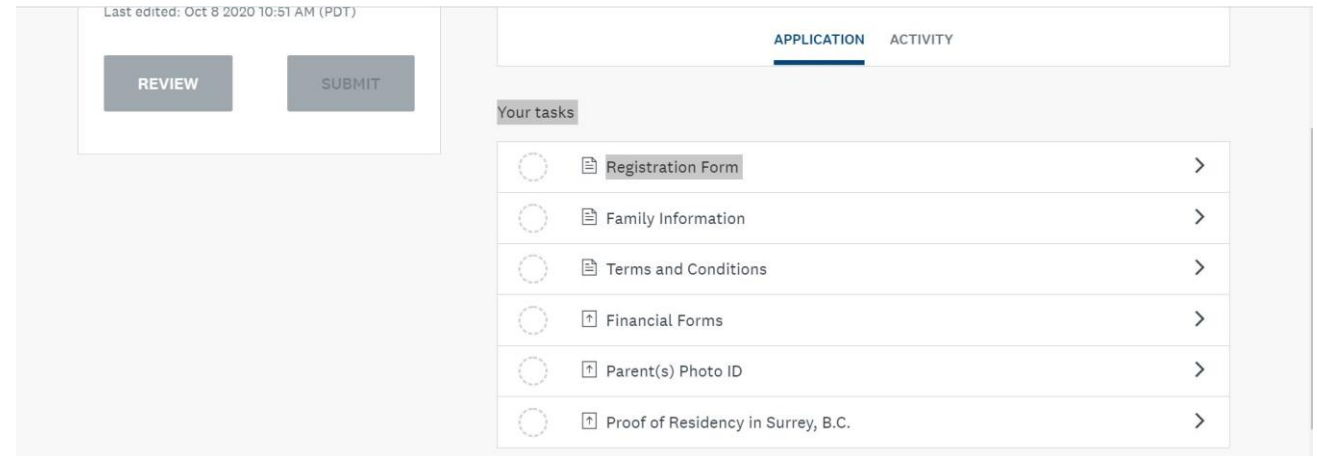 Last edited: Oct 8 2020 10:51 AM (PDT)
REVIEW
SUBMIT
APPLICATION ACTIVITY
Your tasks
Registration Form
Family Information
Terms and Conditions
Financial Forms
Parent(s) Photo ID
Proof of Residency in Surrey, B.C.